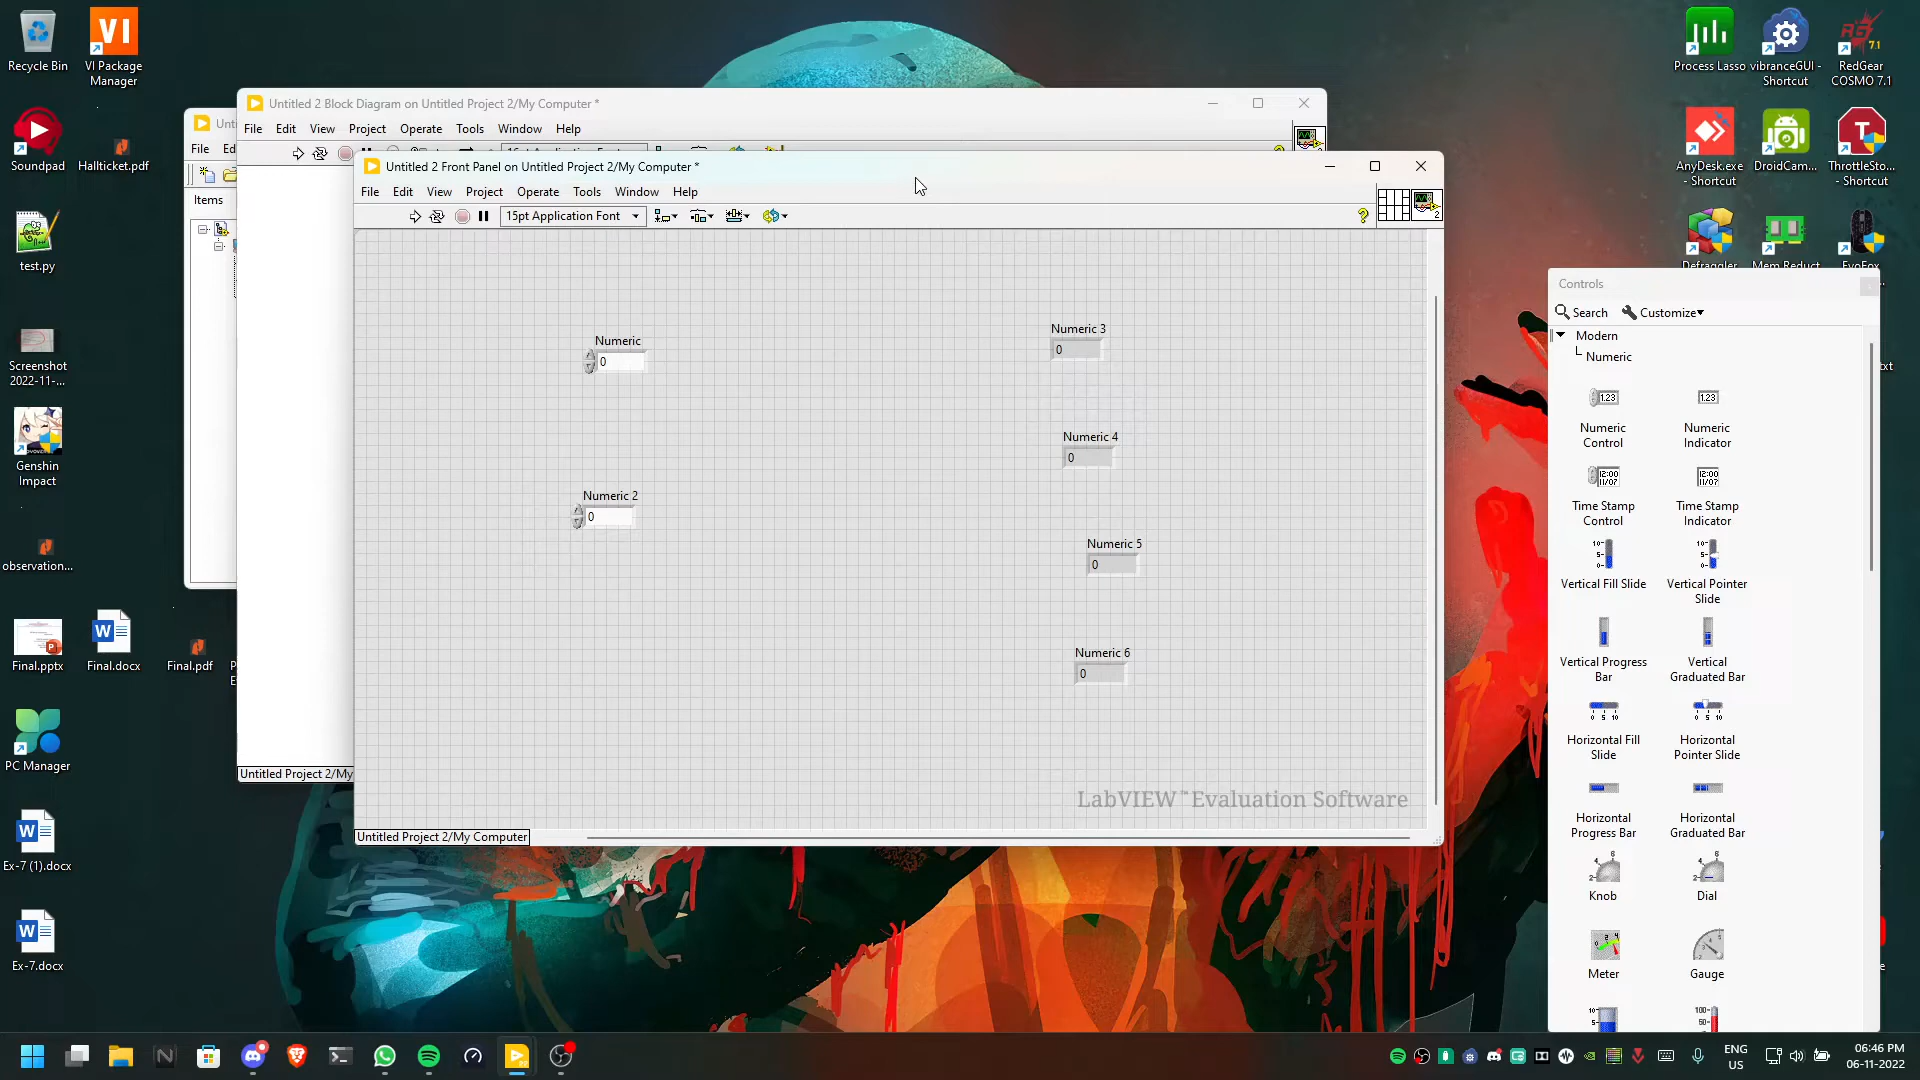 Recycle Bin
VI Package
Manager
Soundpad
Hallticket.pdf
test.py
Screenshot
2022-11-...
Genshin
Impact
observation...
Final.pptx
Final.docx
Final.pdf
PC Manager
Ex-7 (1).docx
Ex-7.docx
Process Lasso
vibranceGUI -
Shortcut
RedGear
COSMO 7.1
AnyDesk.exe
- Shortcut
DroidCam...
ThrottleSto...
- Shortcut
Defraggler
Mem Reduct
EvoFox
Items
File
Untitled 2 Block Diagram on Untitled Project 2/My Computer *
File Edit View Project Operate Tools Window Help
Untitled Project 2/My
Untitled 2 Front Panel on Untitled Project 2/My Computer *
File Edit View Project Operate Tools Window Help
15pt Application Font
Numeric
0
Numeric 2
0
Numeric 3
0
Numeric 4
0
Numeric 5
0
Numeric 6
0
LabVIEW™ Evaluation Software
Untitled Project 2/My Computer
Controls
Search Customize
Modern
Numeric
Numeric
Control
Numeric
Indicator
Time Stamp
Control
Time Stamp
Indicator
Vertical Fill Slide
Vertical Pointer
Slide
Vertical Progress
Bar
Vertical
Graduated Bar
Horizontal Fill
Slide
Horizontal
Pointer Slide
Horizontal
Progress Bar
Horizontal
Graduated Bar
Knob
Dial
Meter
Gauge
ENG
US
06:46 PM
06-11-2022